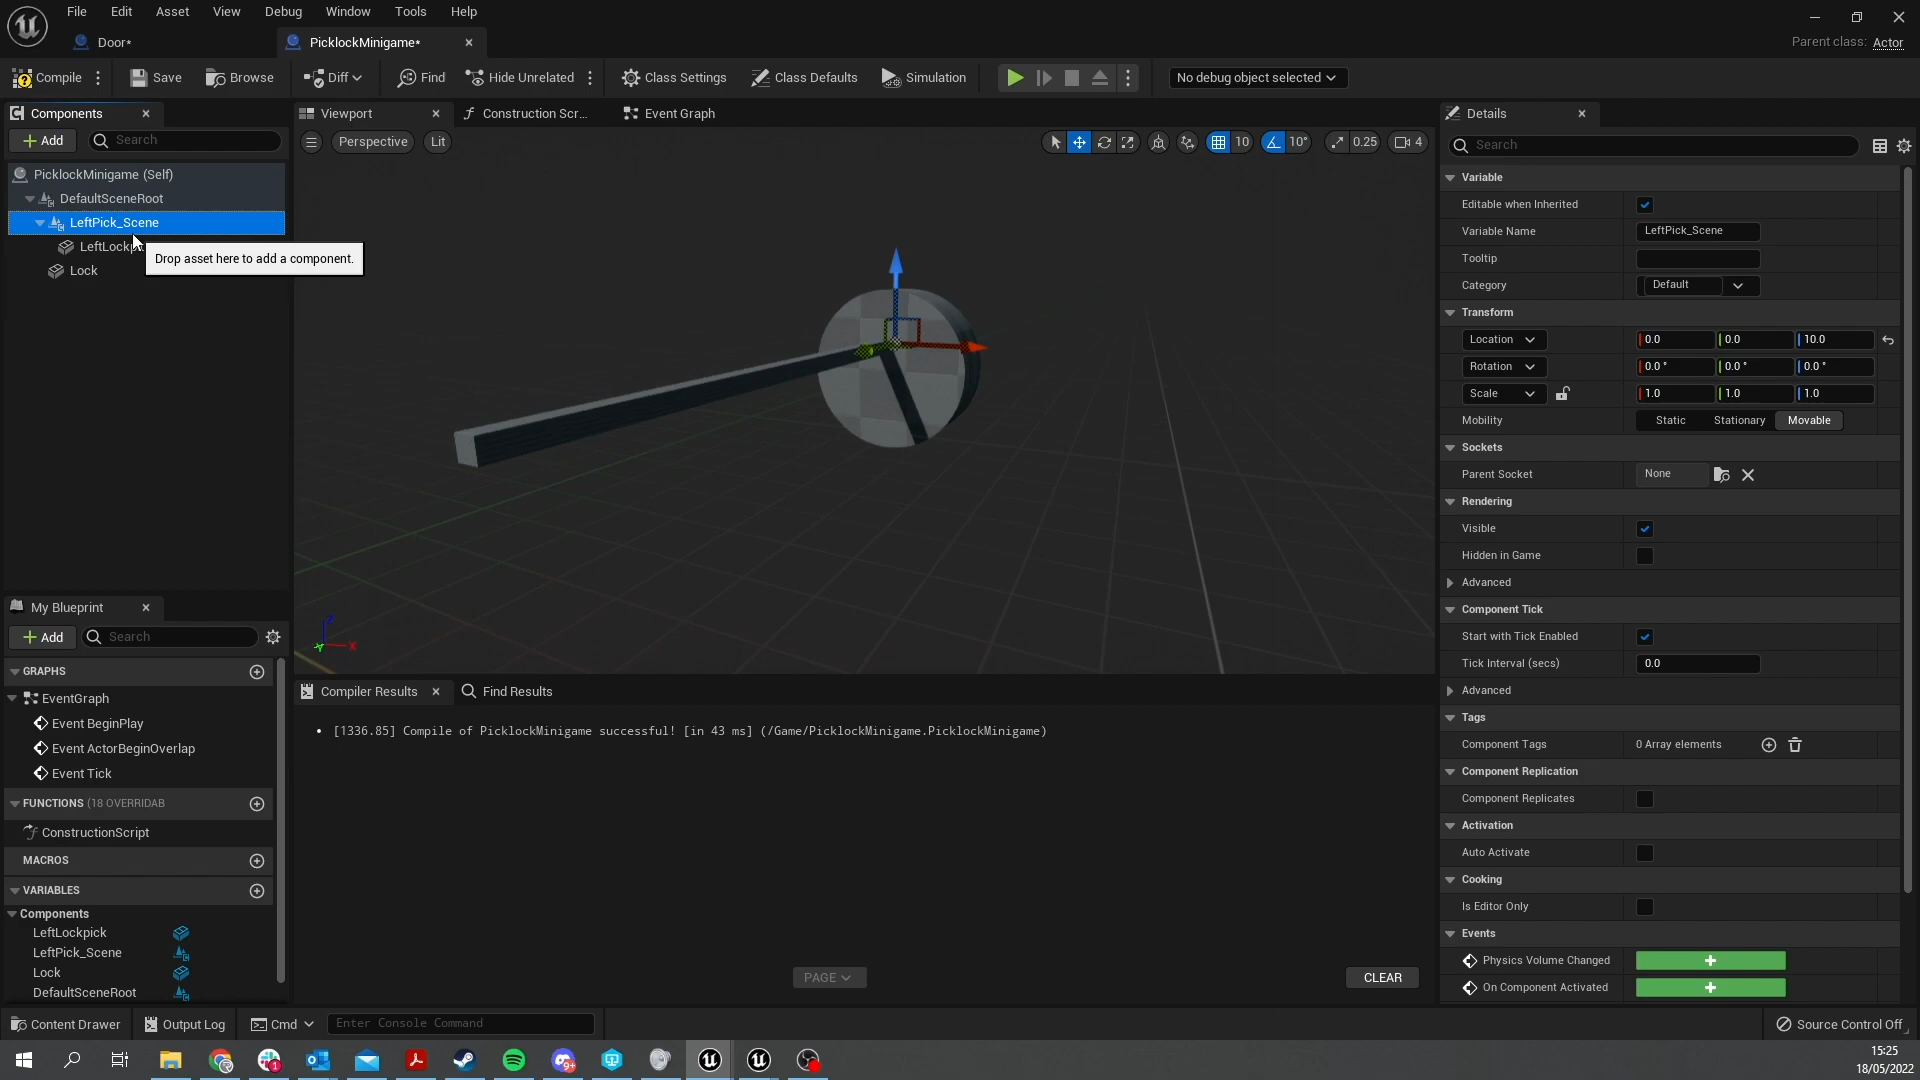 File Edit Asset View Debug Window Tools Help
Door*
PicklockMinigame*
Parent class: Actor
Compile
Save
Browse
Diff
Find
Hide Unrelated
Class Settings
Class Defaults
Simulation
No debug object selected
Components
Add
Search
PicklockMinigame (Self)
DefaultSceneRoot
LeftPick_Scene
LeftLockpi
Drop asset here to add a component.
Lock
Viewport
Construction Scr...
Event Graph
Perspective
Lit
10
10°
0.25
4
Z
X
Y
Compiler Results
Find Results
• [1336.85] Compile of PicklockMinigame successful! [in 43 ms] (/Game/PicklockMinigame.PicklockMinigame)
PAGE
CLEAR
My Blueprint
Add
Search
GRAPHS
EventGraph
Event BeginPlay
Event ActorBeginOverlap
Event Tick
FUNCTIONS (18 OVERRIDAB
ConstructionScript
MACROS
VARIABLES
Components
LeftLockpick
LeftPick_Scene
Lock
DefaultSceneRoot
Details
Search
Variable
Editable when Inherited
Variable Name LeftPick_Scene
Tooltip
Category Default
Transform
Location 0.0 0.0 10.0
Rotation 0.0° 0.0° 0.0°
Scale 1.0 1.0 1.0
Mobility Static Stationary Movable
Sockets
Parent Socket None
Rendering
Visible
Hidden in Game
Advanced
Component Tick
Start with Tick Enabled
Tick Interval (secs) 0.0
Advanced
Tags
Component Tags 0 Array elements
Component Replication
Component Replicates
Activation
Auto Activate
Cooking
Is Editor Only
Events
Physics Volume Changed
On Component Activated
Content Drawer
Output Log
Cmd
Enter Console Command
Source Control Off
1
9+
15:25
18/05/2022